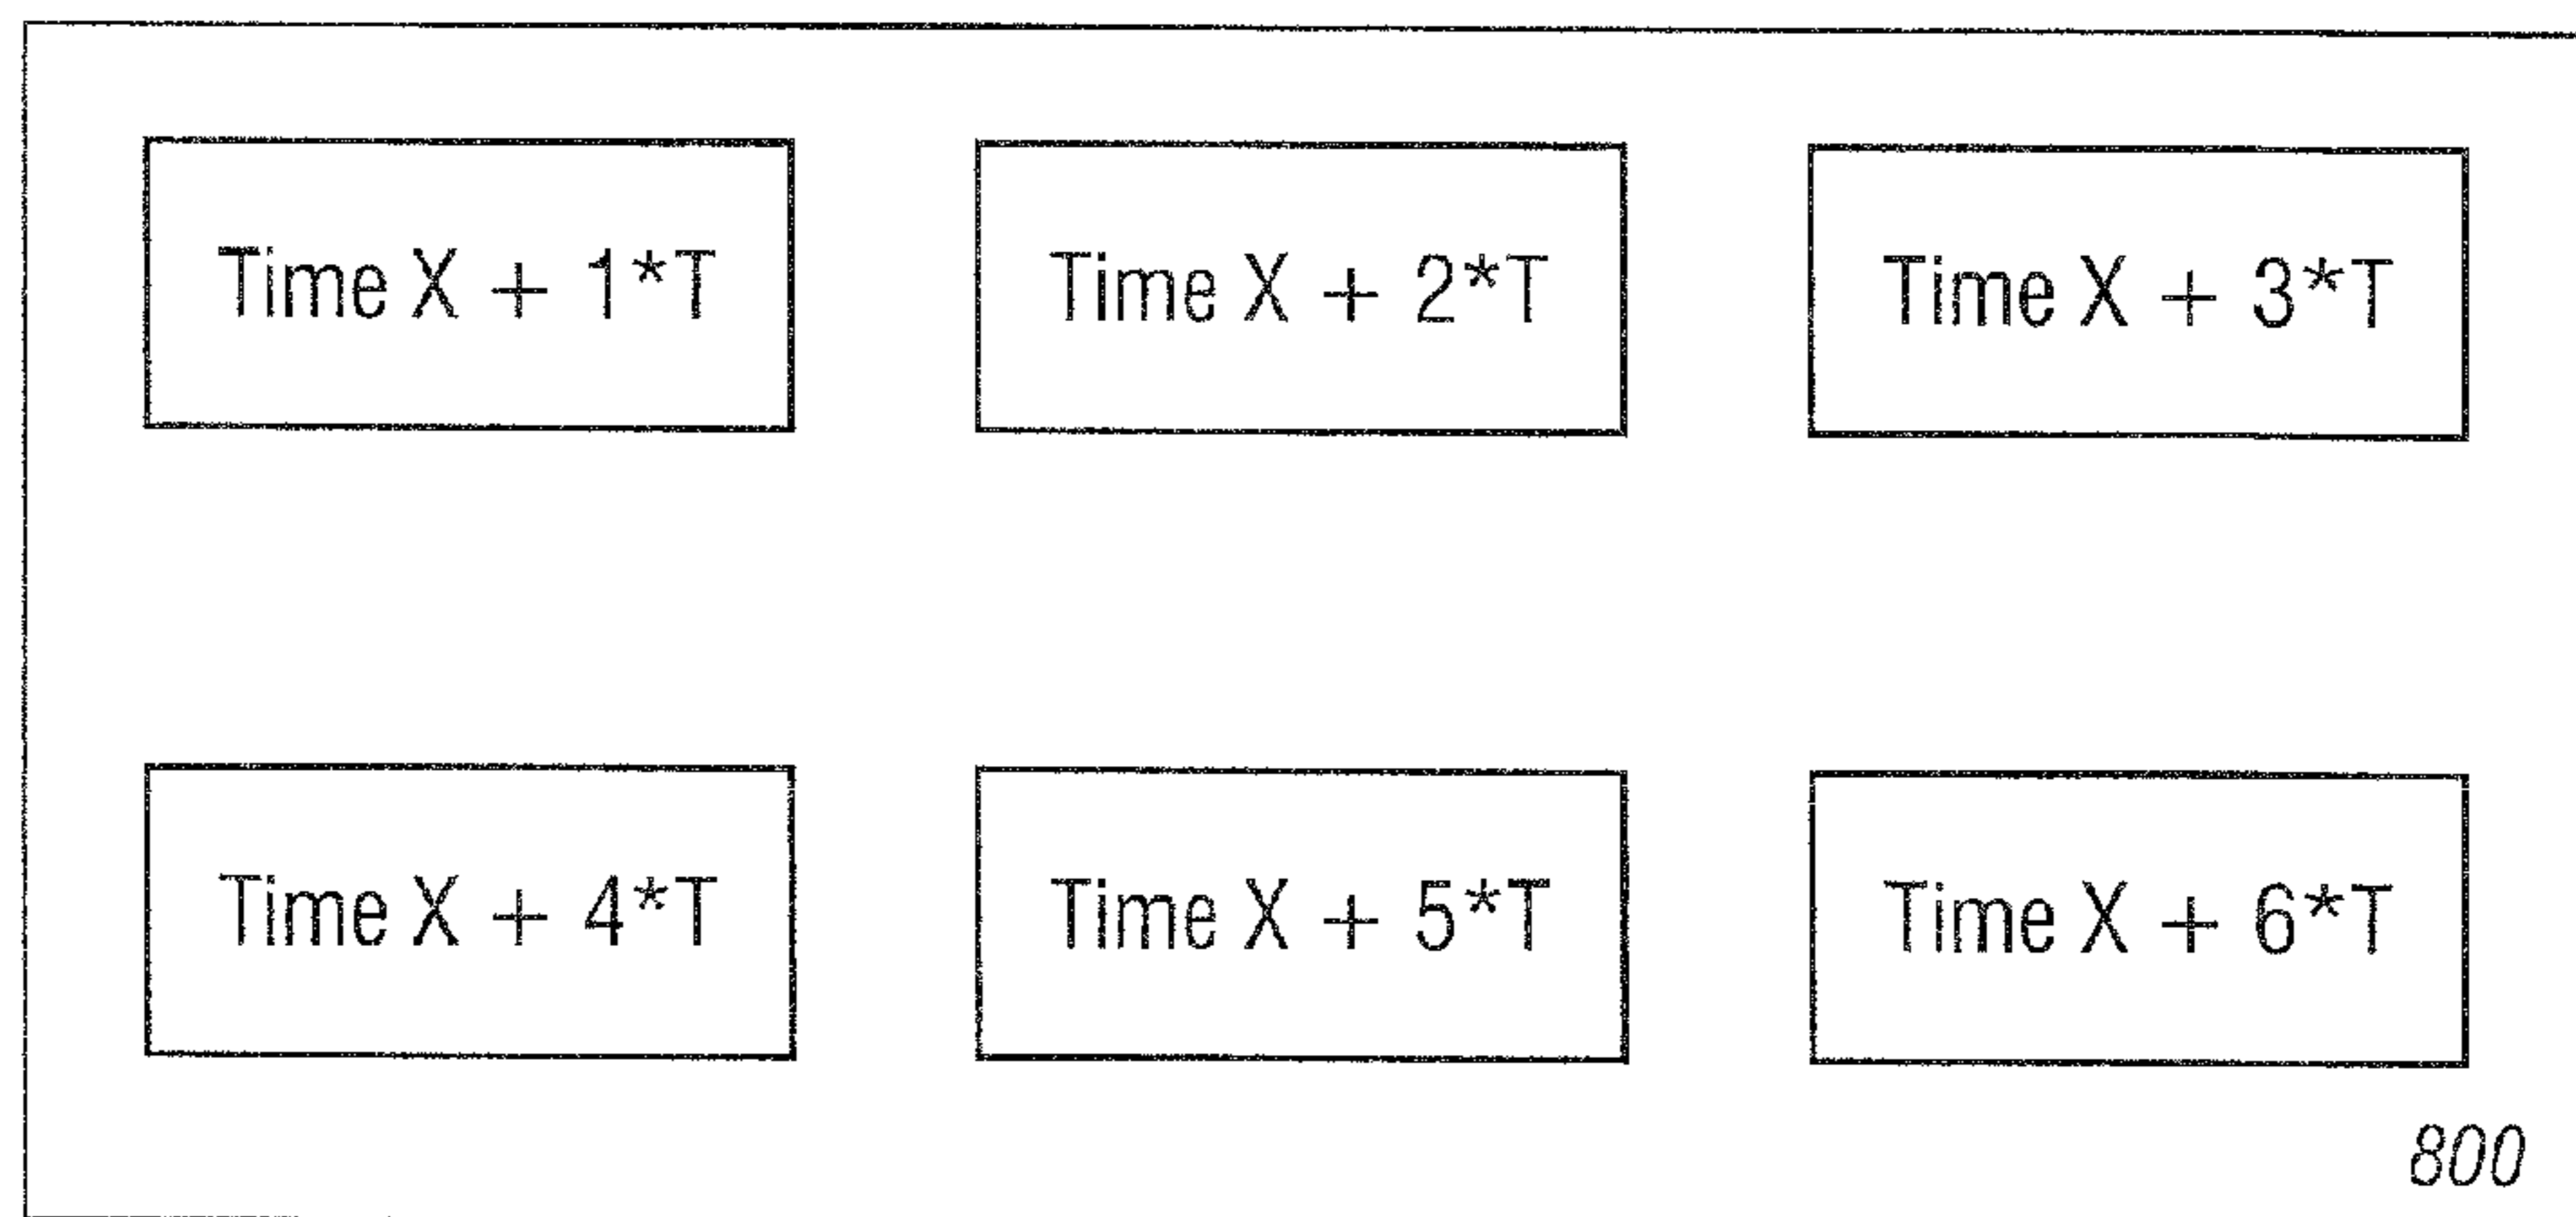 Time X + 1*T
Time X + 2*T
Time X + 3*T
Time X + 4*T
Time X + 5*T
Time X + 6*T
800